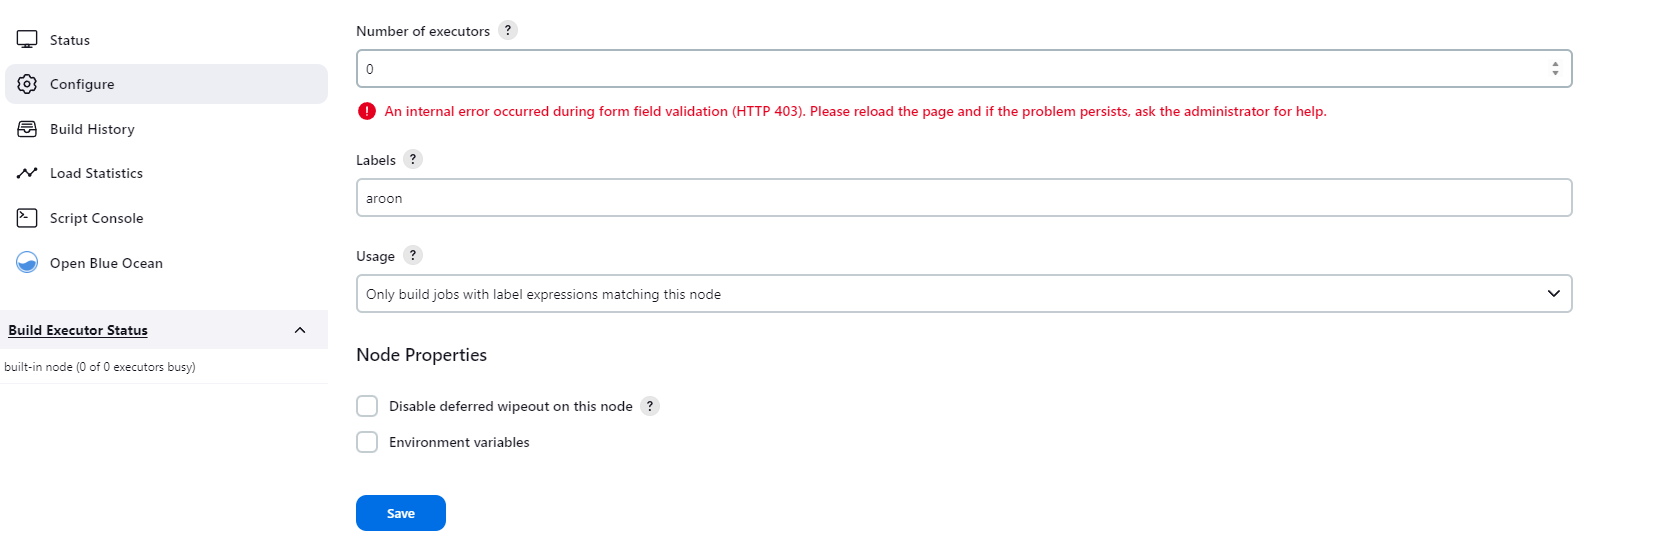 Status
Configure
Build History
Load Statistics
Script Console
Open Blue Ocean
Build Executor Status
built-in node (0 of 0 executors busy)
Number of executors ?
0
An internal error occurred during form field validation (HTTP 403). Please reload the page and if the problem persists, ask the administrator for help.
Labels ?
aroon
Usage ?
Only build jobs with label expressions matching this node
Node Properties
Disable deferred wipeout on this node ?
Environment variables
Save